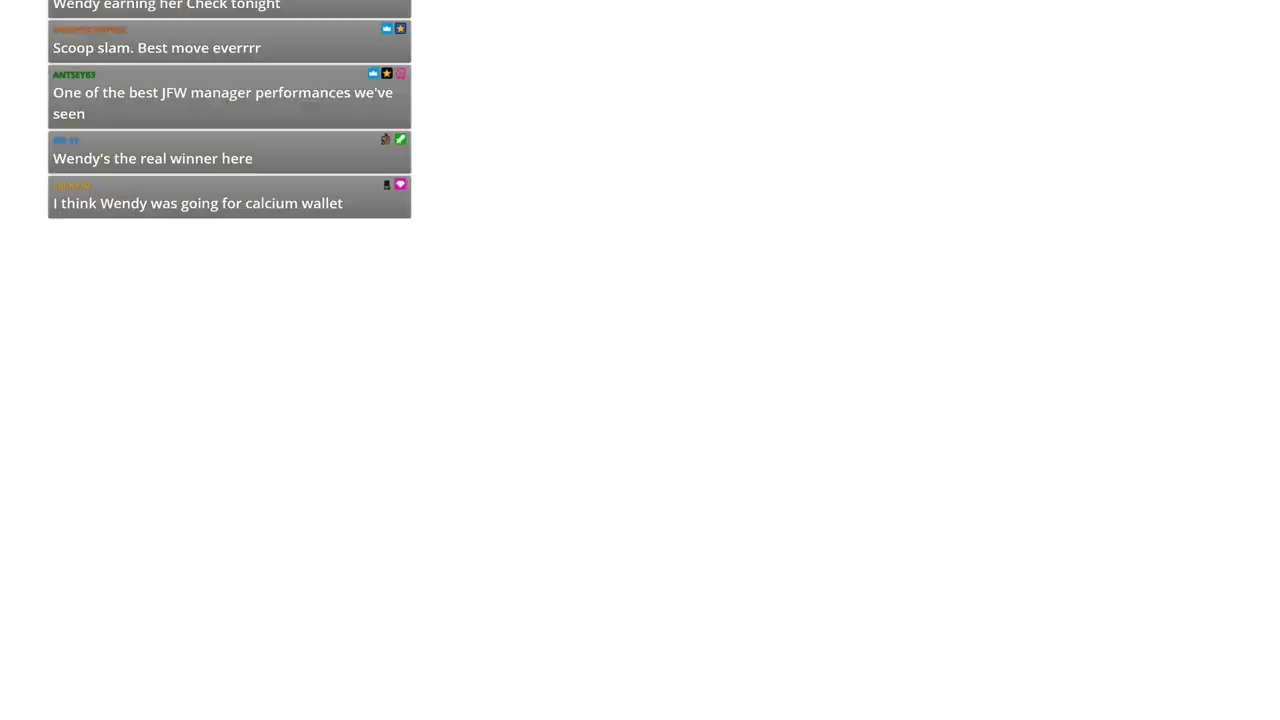 Wendy earning her Check tonight
Scoop slam. Best move everrrr
ANTSEY63
One of the best JFW manager performances we've
seen
Wendy's the real winner here
I think Wendy was going for calcium wallet